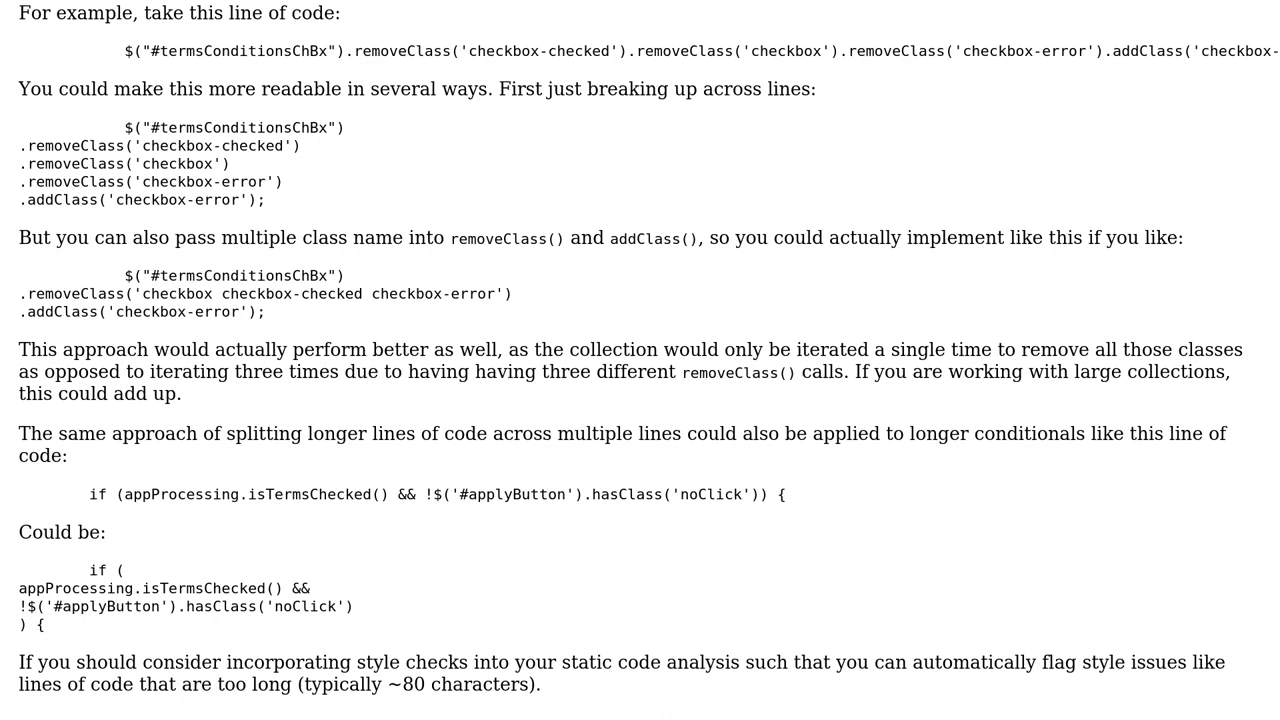 For example, take this line of code:
$("#termsConditionsChBx").removeClass('checkbox-checked').removeClass('checkbox').removeClass('checkbox-error').addClass('checkbox-
You could make this more readable in several ways. First just breaking up across lines:
$("#termsConditionsChBx")
.removeClass('checkbox-checked')
.removeClass('checkbox')
.removeClass('checkbox-error')
.addClass('checkbox-error');
But you can also pass multiple class name into removeClass() and addClass(), so you could actually implement like this if you like:
$("#termsConditionsChBx")
.removeClass('checkbox checkbox-checked checkbox-error')
.addClass('checkbox-error');
This approach would actually perform better as well, as the collection would only be iterated a single time to remove all those classes
as opposed to iterating three times due to having having three different removeClass() calls. If you are working with large collections,
this could add up.
The same approach of splitting longer lines of code across multiple lines could also be applied to longer conditionals like this line of
code:
if (appProcessing.isTermsChecked() && !$('#applyButton').hasClass('noClick')) {
Could be:
if (
appProcessing.isTermsChecked() &&
!$('#applyButton').hasClass('noClick')
) {
If you should consider incorporating style checks into your static code analysis such that you can automatically flag style issues like
lines of code that are too long (typically ~80 characters).